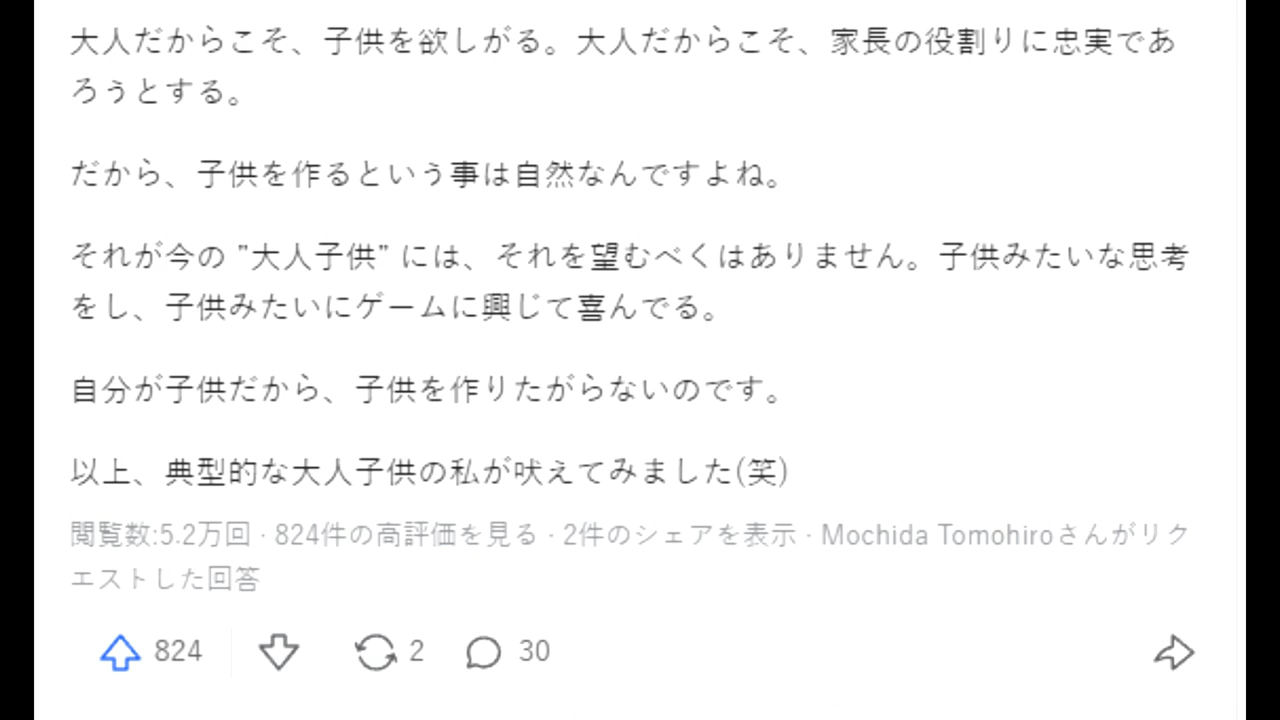 大人だからこそ、子供を欲しがる。大人だからこそ、家長の役割りに忠実であ
ろうとする。
だから、子供を作るという事は自然なんですよね。
それが今の "大人子供" には、それを望むべくはありません。子供みたいな思考
をし、子供みたいにゲームに興じて喜んでる。
自分が子供だから、子供を作りたがらないのです。
以上、典型的な大人子供の私が吠えてみました(笑)
閲覧数:5.2万回 · 824件の高評価を見る · 2件のシェアを表示 · Mochida Tomohiroさんがリク
エストした回答
824 2 30